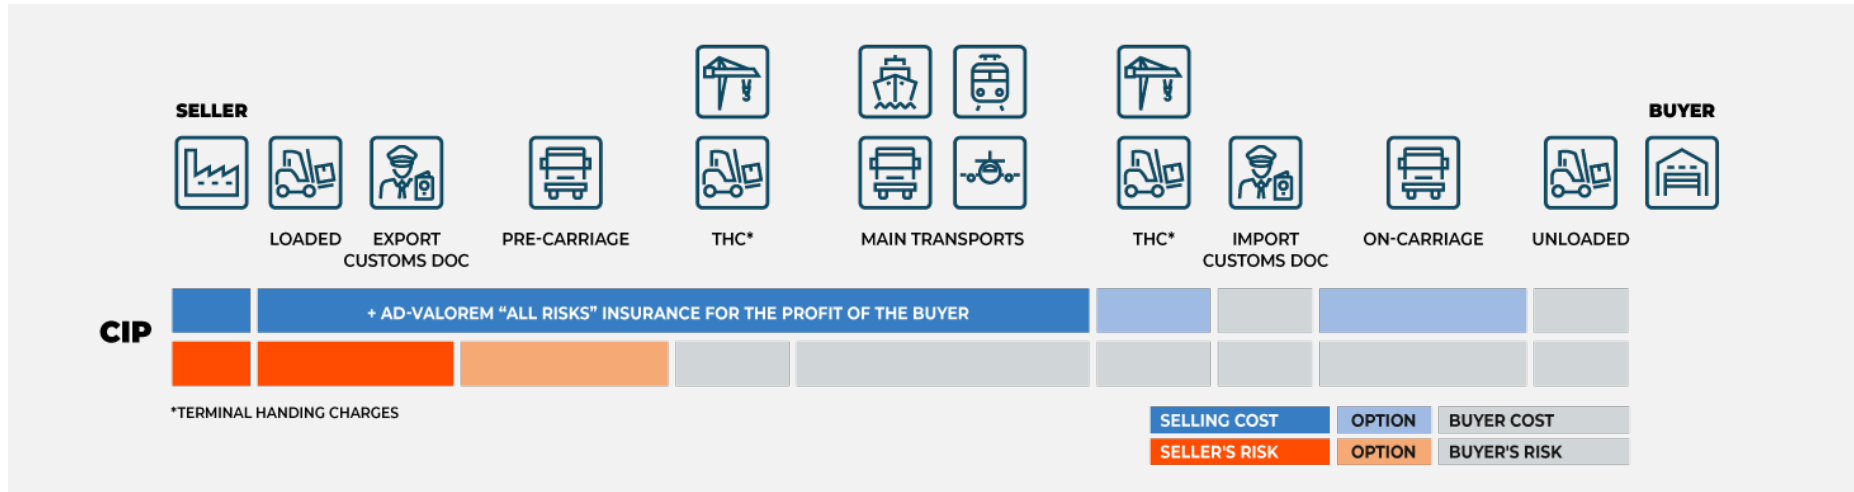 SELLER
BUYER
LOADED
EXPORT
CUSTOMS DOC
PRE-CARRIAGE
THC*
MAIN TRANSPORTS
THC*
IMPORT
CUSTOMS DOC
ON-CARRIAGE
UNLOADED
CIP
+ AD-VALOREM “ALL RISKS” INSURANCE FOR THE PROFIT OF THE BUYER
*TERMINAL HANDING CHARGES
SELLING COST
OPTION
BUYER COST
SELLER'S RISK
OPTION
BUYER'S RISK